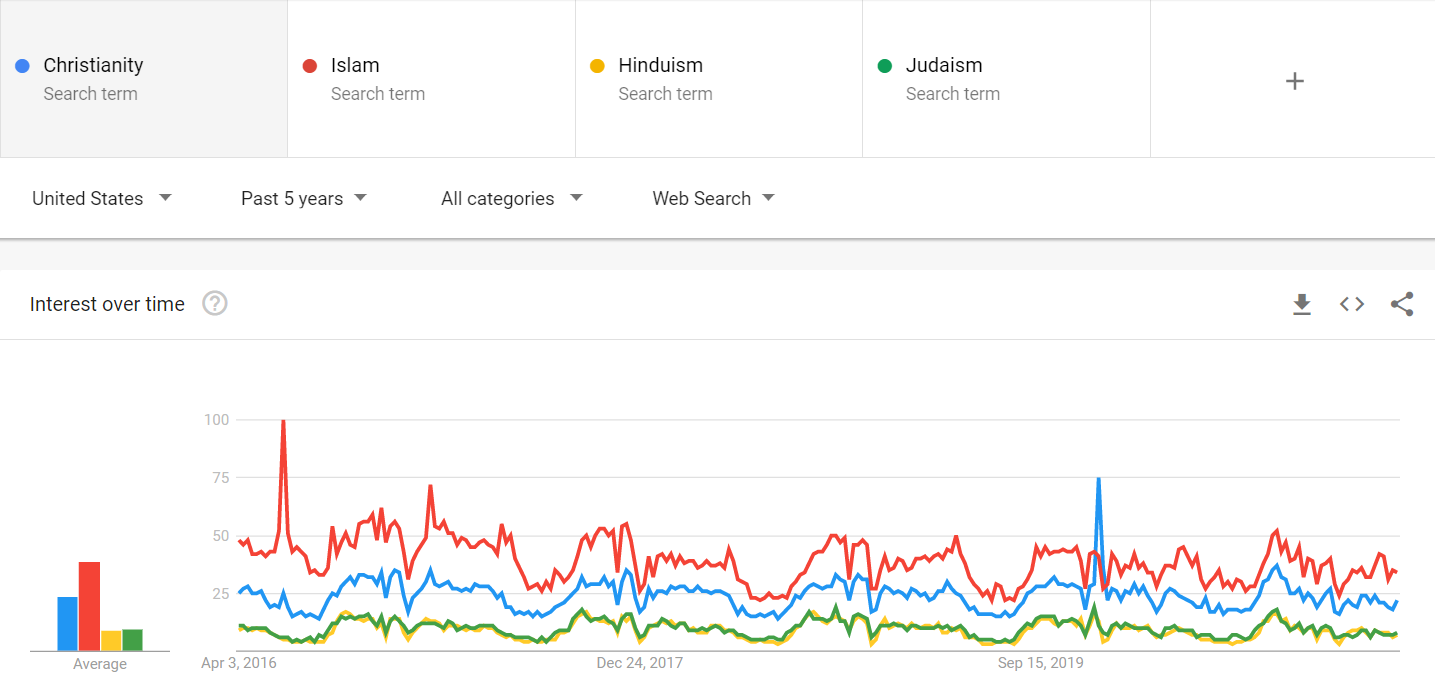 Christianity
Search term
Islam
Search term
Hinduism
Search term
Judaism
Search term
+
United States
Past 5 years
All categories
Web Search
Interest over time
?
100
75
50
25
Average
Apr 3, 2016
Dec 24, 2017
Sep 15, 2019